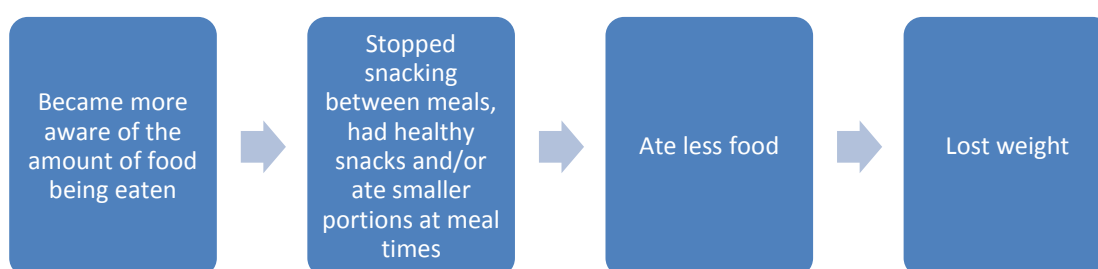 Became more
aware of the
amount of food
being eaten
Stopped
snacking
between meals,
had healthy
snacks and/or
ate smaller
portions at meal
times
Ate less food
Lost weight